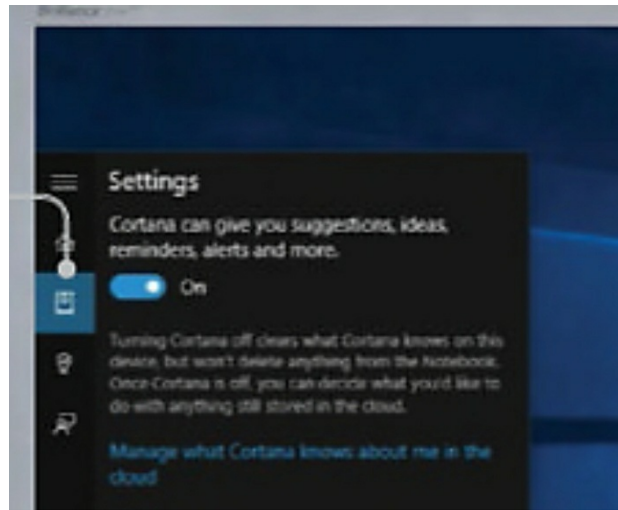 Brilliance
Settings
Cortana can give you suggestions, ideas,
reminders, alerts and more.
On
Turning Cortana off clears what Cortana knows on this
device, but won't delete anything from the Notebook.
Once Cortana is off, you can decide what you'd like to
do with anything still stored in the cloud.
Manage what Cortana knows about me in the
cloud